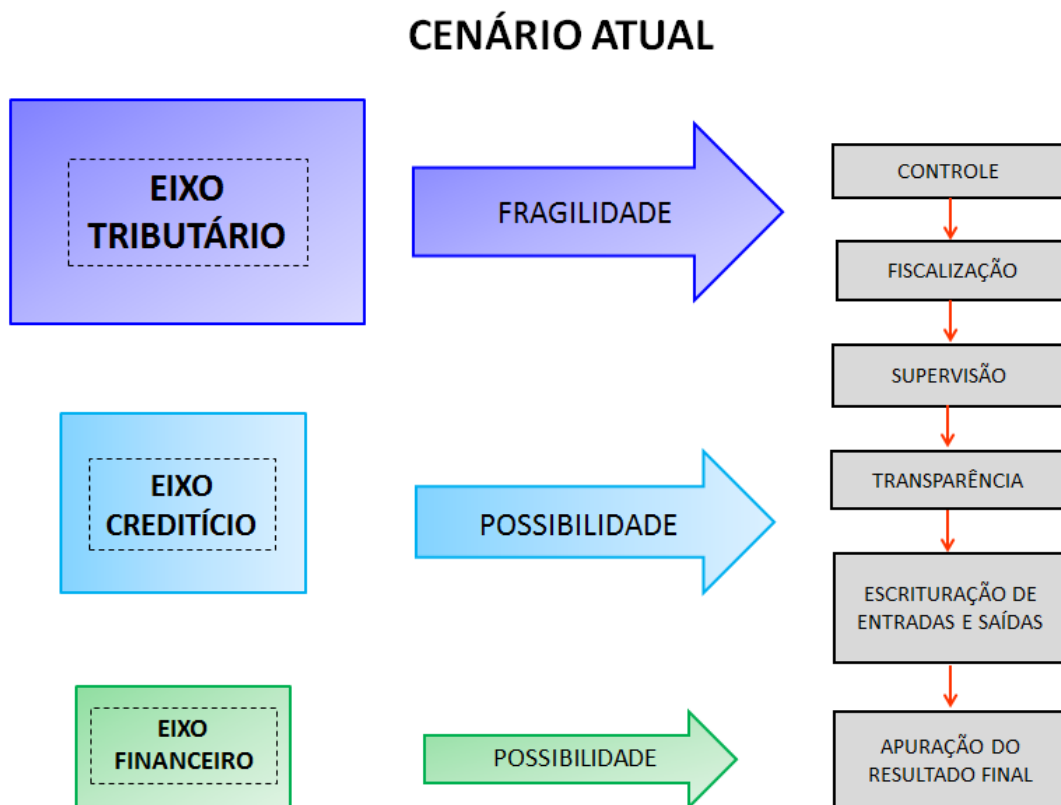 CENÁRIO ATUAL
EIXO
TRIBUTÁRIO
FRAGILIDADE
EIXO
CREDITÍCIO
POSSIBILIDADE
EIXO
FINANCEIRO
POSSIBILIDADE
CONTROLE
FISCALIZAÇÃO
SUPERVISÃO
TRANSPARÊNCIA
ESCRITURAÇÃO DE
ENTRADAS E SAÍDAS
APURAÇÃO DO
RESULTADO FINAL